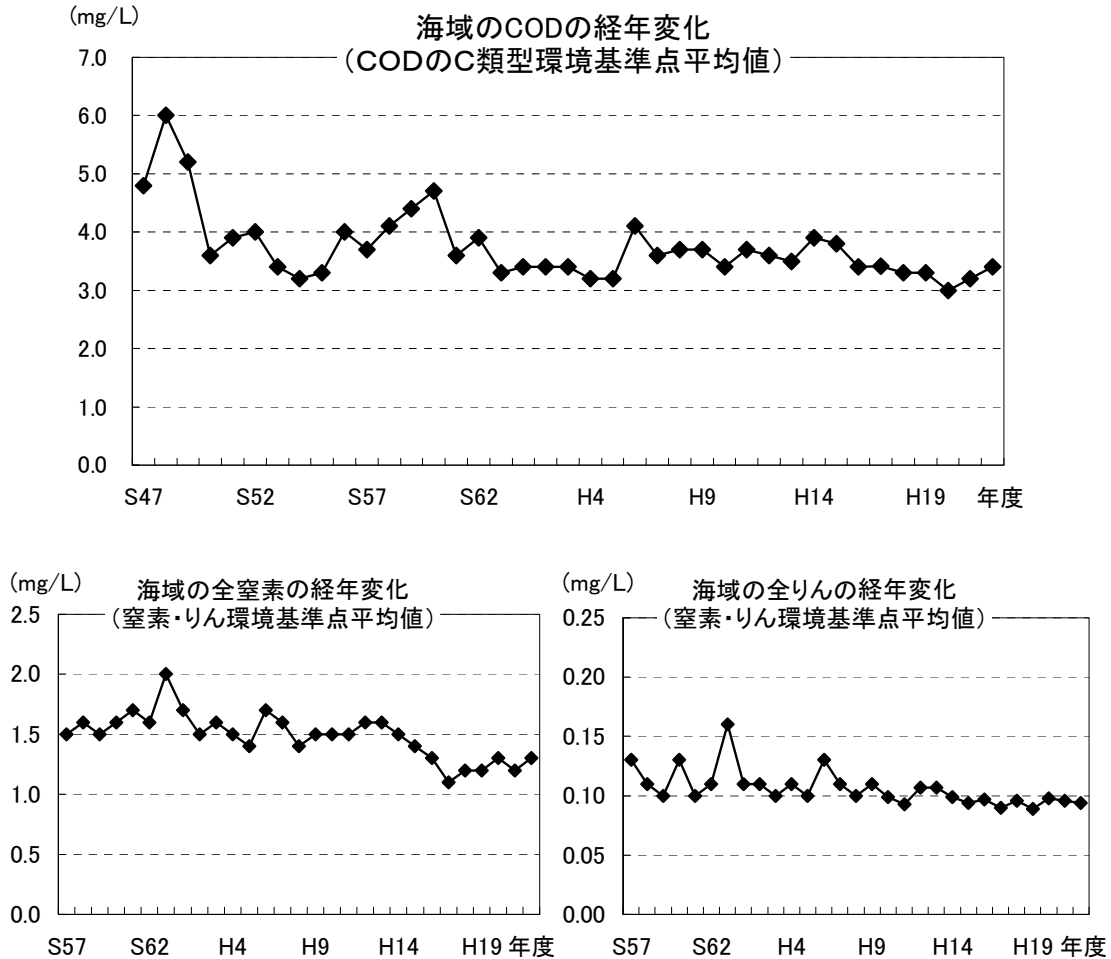 (mg/L)
海域のCODの経年変化
(CODのC類型環境基準点平均値)
7.0
6.0
5.0
4.0
3.0
2.0
1.0
0.0
S47 S52 S57 S62 H4 H9 H14 H19 年度
(mg/L)
海域の全窒素の経年変化
(窒素・りん環境基準点平均値)
2.5
2.0
1.5
1.0
0.5
0.0
S57 S62 H4 H9 H14 H19 年度
(mg/L)
海域の全りんの経年変化
(窒素・りん環境基準点平均値)
0.25
0.20
0.15
0.10
0.05
0.00
S57 S62 H4 H9 H14 H19 年度